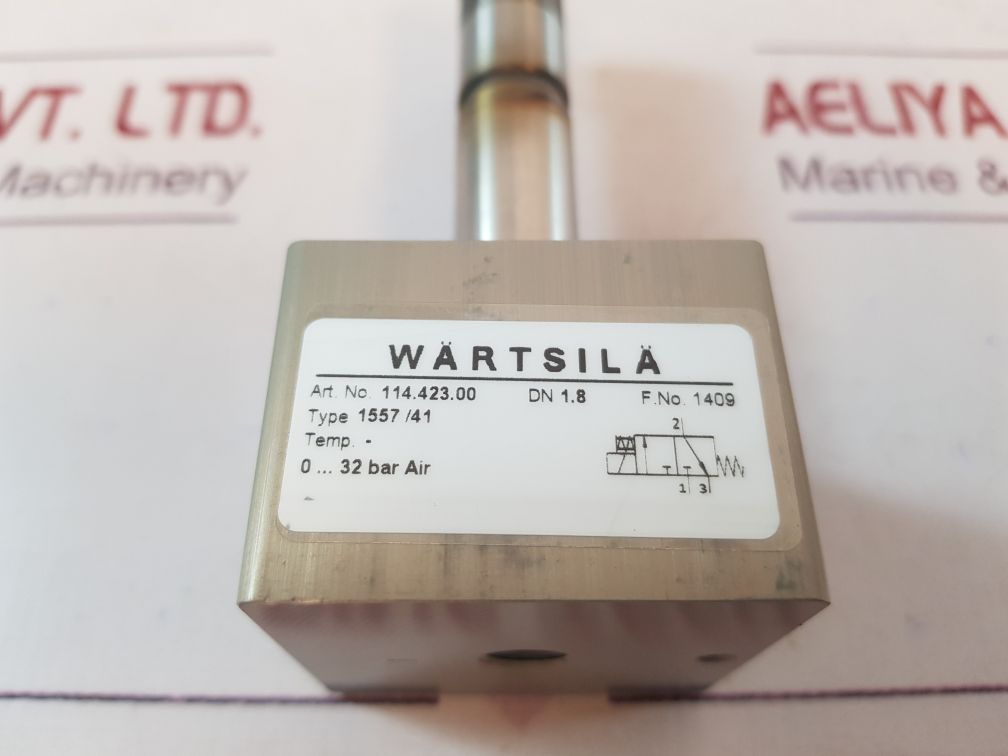 VT. LTD.
Machinery
AELIYA
Marine &
WÄRTSILÄ
Art. No. 114.423.00 DN 1.8 F.No. 1409
Type 1557 /41
Temp. -
0 ... 32 bar Air
-
2
1 3